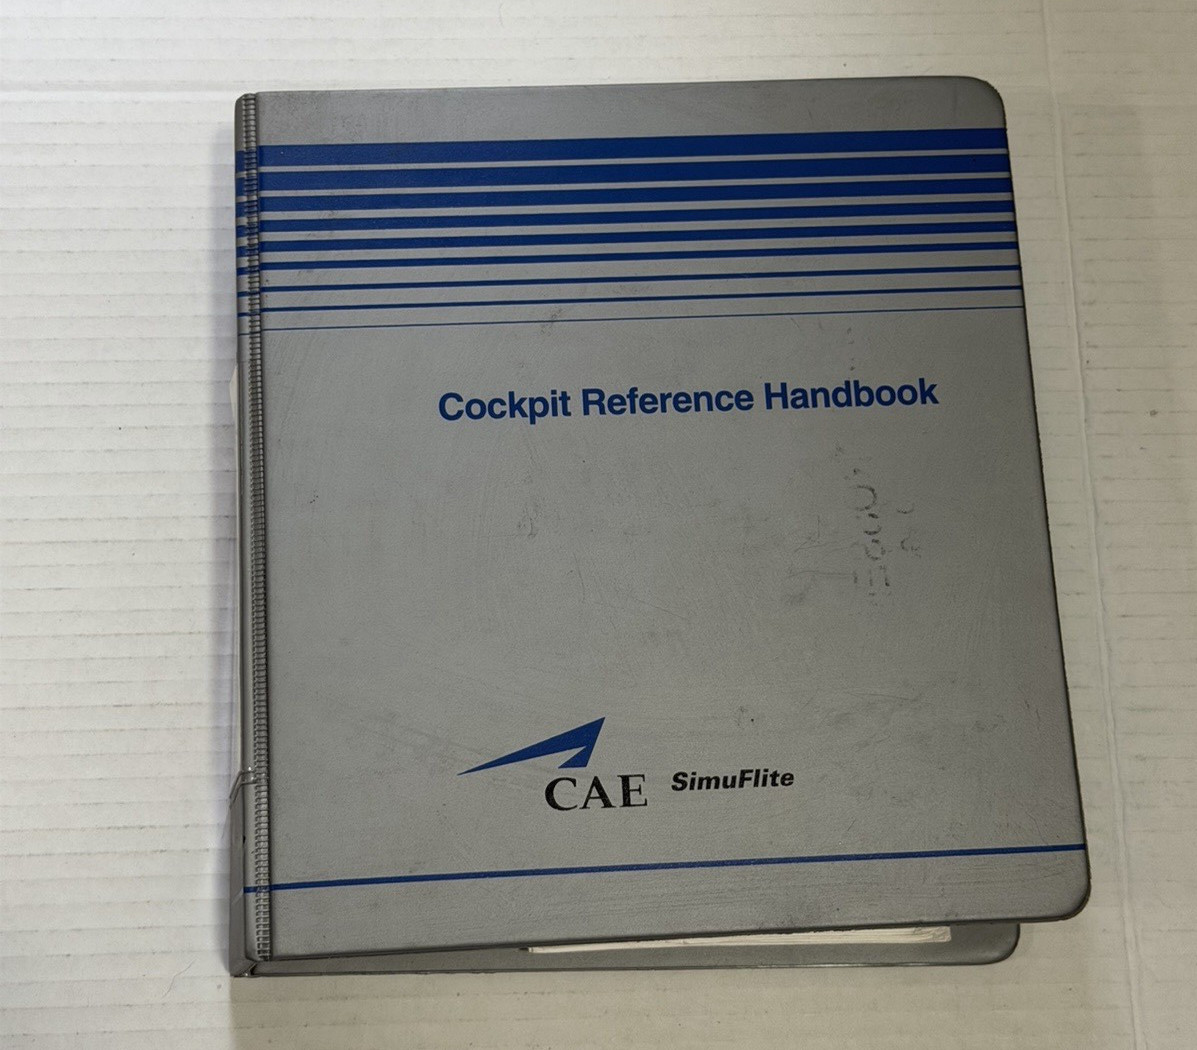 Cockpit Reference Handbook
CAE SimuFlite